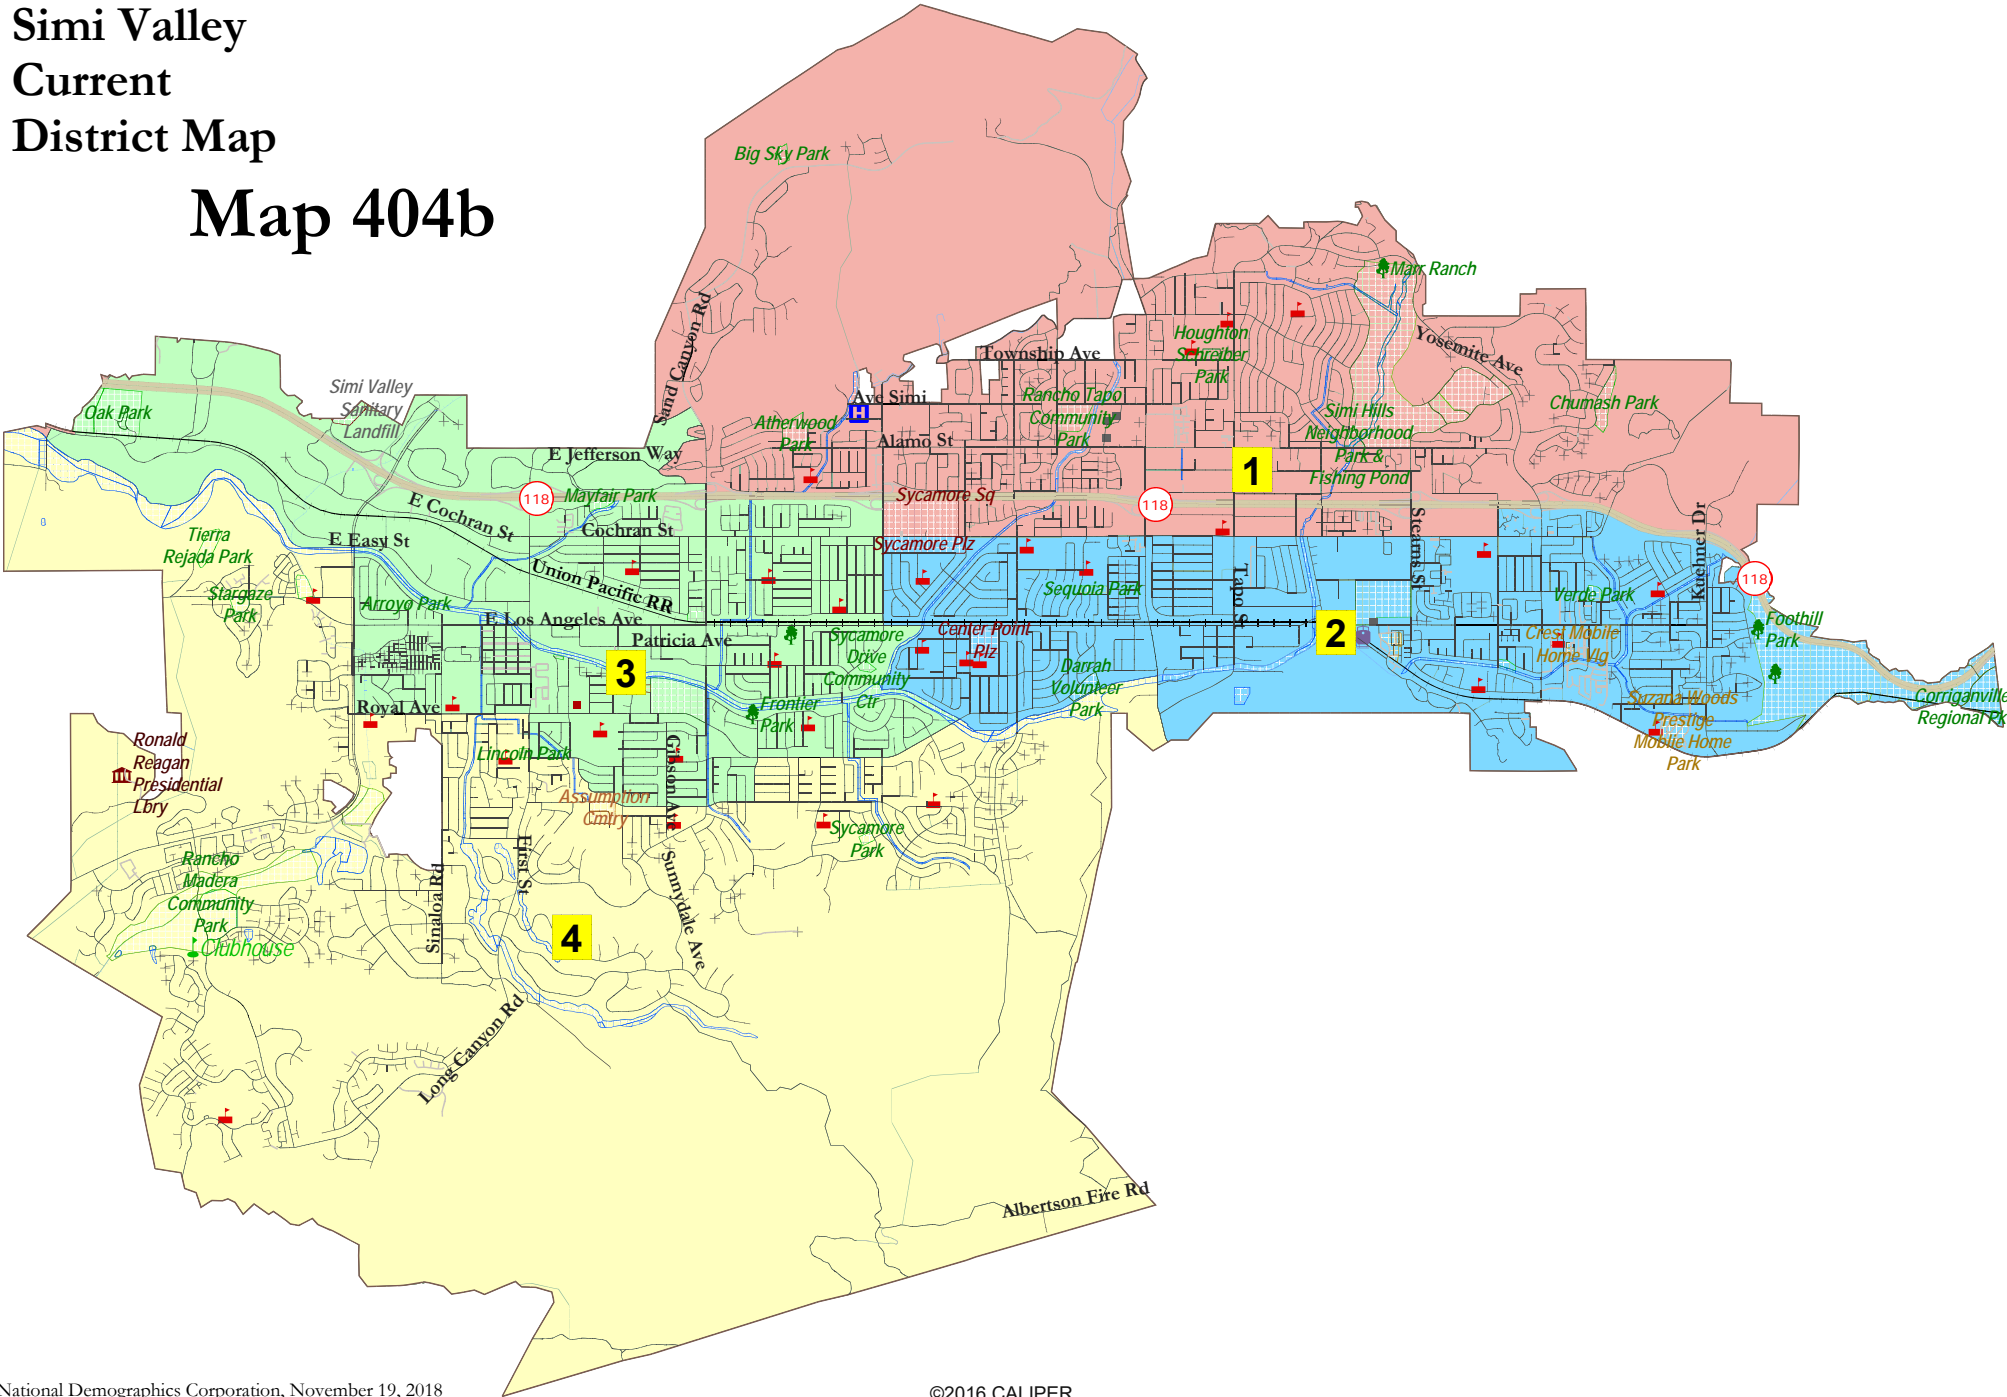 Simi Valley
Current
District Map
Map 404b
Big Sky Park
Marr Ranch
Sand Canyon Rd
Houghton
Schreiber
Park
Yosemite Ave
Township Ave
Simi Valley
Sanitary
Landfill
Oak Park
Ave Simi
H
Rancho Tapo
Community
Park
Chumash Park
Atherwood
Park
Alamo St
Simi Hills
Neighborhood
Park &
Fishing Pond
E Jefferson Way
1
118
Mayfair Park
Sycamore Sq
118
E Cochran St
Cochran St
Stearns St
Kuehner Dr
Tierra
Rejada Park
E Easy St
Sycamore Plz
Union Pacific RR
Sequoia Park
Tapo St
118
Stargaze
Park
Arroyo Park
Verde Park
E Los Angeles Ave
Patricia Ave
Sycamore
Drive
Community
Ctr
Center Point
Plz
2
Crest Mobile
Home Vlg
Foothill
Park
3
Darrah
Volunteer
Park
Royal Ave
Frontier
Park
Suzana Woods
Prestige
Moblie Home
Park
Corriganville
Regional Pk
Ronald
Reagan
Presidential
Lbry
Lincoln Park
Gibson Ave
Assumption
Cmtry
Sycamore
Park
Rancho
Madera
Community
Park
Clubhouse
Sinaloa Rd
First St
Sunnydale Ave
4
Long Canyon Rd
Albertson Fire Rd
National Demographics Corporation, November 19, 2018
©2016 CALIPER